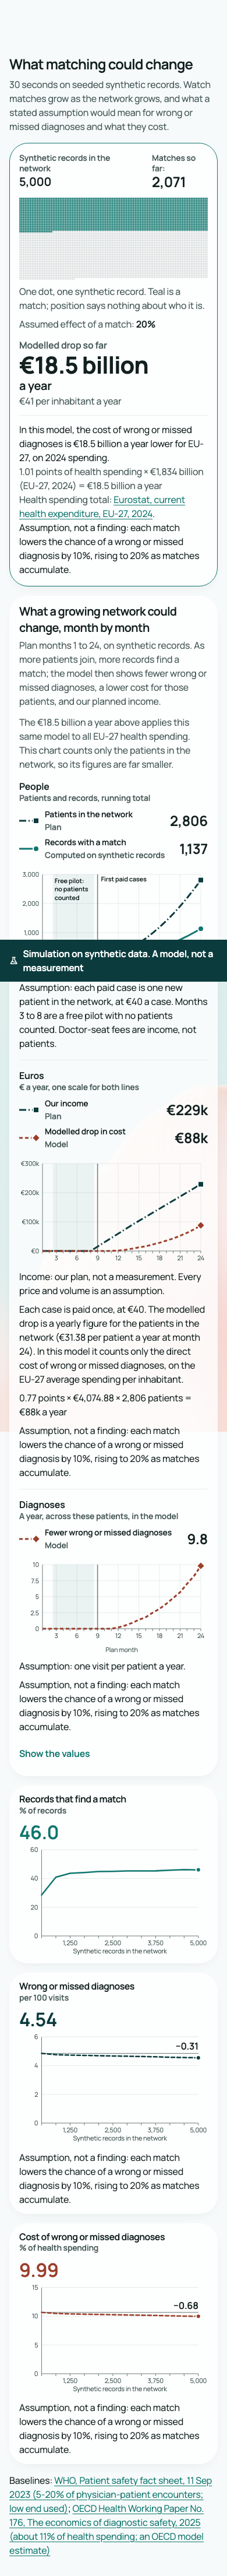 What matching could change
30 seconds on seeded synthetic records. Watch
matches grow as the network grows, and what a
stated assumption would mean for wrong or
missed diagnoses and what they cost.
Synthetic records in the
network
5,000
Matches so
far:
2,071
One dot, one synthetic record. Teal is a
match; position says nothing about who it is.
Assumed effect of a match: 20%
Modelled drop so far
€18.5 billion
a year
€41 per inhabitant a year
In this model, the cost of wrong or missed
diagnoses is €18.5 billion a year lower for EU-
27, on 2024 spending.
1.01 points of health spending × €1,834 billion
(EU-27, 2024) = €18.5 billion a year
Health spending total: Eurostat, current
health expenditure, EU-27, 2024.
Assumption, not a finding: each match
lowers the chance of a wrong or missed
diagnosis by 10%, rising to 20% as matches
accumulate.
What a growing network could
change, month by month
Plan months 1 to 24, on synthetic records. As
more patients join, more records find a
match; the model then shows fewer wrong or
missed diagnoses, a lower cost for those
patients, and our planned income.
The €18.5 billion a year above applies this
same model to all EU-27 health spending.
This chart counts only the patients in the
network, so its figures are far smaller.
People
Patients and records, running total
Patients in the network
Plan
2,806
Records with a match
Computed on synthetic records
1,137
3,000
2,000
1,000
Free pilot:
no patients
counted
First paid cases
Simulation on synthetic data. A model, not a
measurement
Assumption: each paid case is one new
patient in the network, at €40 a case. Months
3 to 8 are a free pilot with no patients
counted. Doctor-seat fees are income, not
patients.
Euros
€ a year, one scale for both lines
Our income
Plan
€229k
Modelled drop in cost
Model
€88k
€300k
€200k
€100k
€0
3 6 9 12 15 18 21 24
Income: our plan, not a measurement. Every
price and volume is an assumption.
Each case is paid once, at €40. The modelled
drop is a yearly figure for the patients in the
network (€31.38 per patient a year at month
24). In this model it counts only the direct
cost of wrong or missed diagnoses, on the
EU-27 average spending per inhabitant.
0.77 points × €4,074.88 × 2,806 patients =
€88k a year
Assumption, not a finding: each match
lowers the chance of a wrong or missed
diagnosis by 10%, rising to 20% as matches
accumulate.
Diagnoses
A year, across these patients, in the model
Fewer wrong or missed diagnoses
Model
9.8
10
7.5
5
2.5
0
3 6 9 12 15 18 21 24
Plan month
Assumption: one visit per patient a year.
Assumption, not a finding: each match
lowers the chance of a wrong or missed
diagnosis by 10%, rising to 20% as matches
accumulate.
Show the values
Records that find a match
% of records
46.0
60
40
20
0
1,250 2,500 3,750 5,000
Synthetic records in the network
Wrong or missed diagnoses
per 100 visits
4.54
−0.31
6
4
2
0
1,250 2,500 3,750 5,000
Synthetic records in the network
Assumption, not a finding: each match
lowers the chance of a wrong or missed
diagnosis by 10%, rising to 20% as matches
accumulate.
Cost of wrong or missed diagnoses
% of health spending
9.99
−0.68
15
10
5
0
1,250 2,500 3,750 5,000
Synthetic records in the network
Assumption, not a finding: each match
lowers the chance of a wrong or missed
diagnosis by 10%, rising to 20% as matches
accumulate.
Baselines: WHO, Patient safety fact sheet, 11 Sep
2023 (5-20% of physician-patient encounters;
low end used); OECD Health Working Paper No.
176, The economics of diagnostic safety, 2025
(about 11% of health spending; an OECD model
estimate)